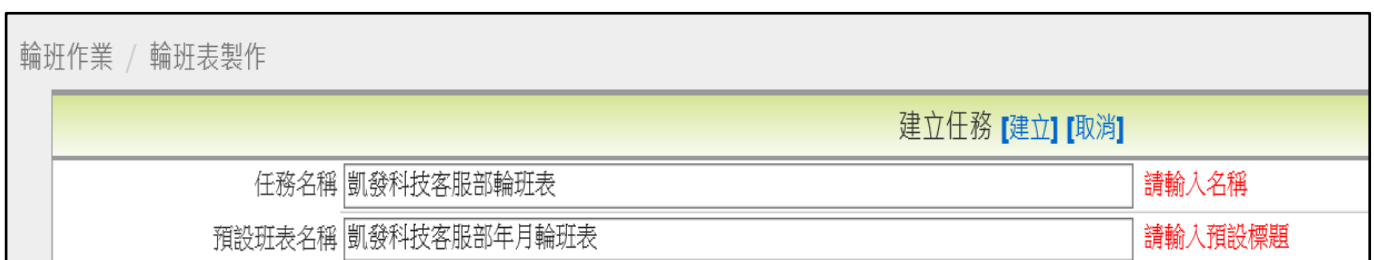 輪班作業 / 輪班表製作
建立任務 [建立] [取消]
任務名稱 凱發科技客服部輪班表 請輸入名稱
預設班表名稱 凱發科技客服部年月輪班表 請輸入預設標題